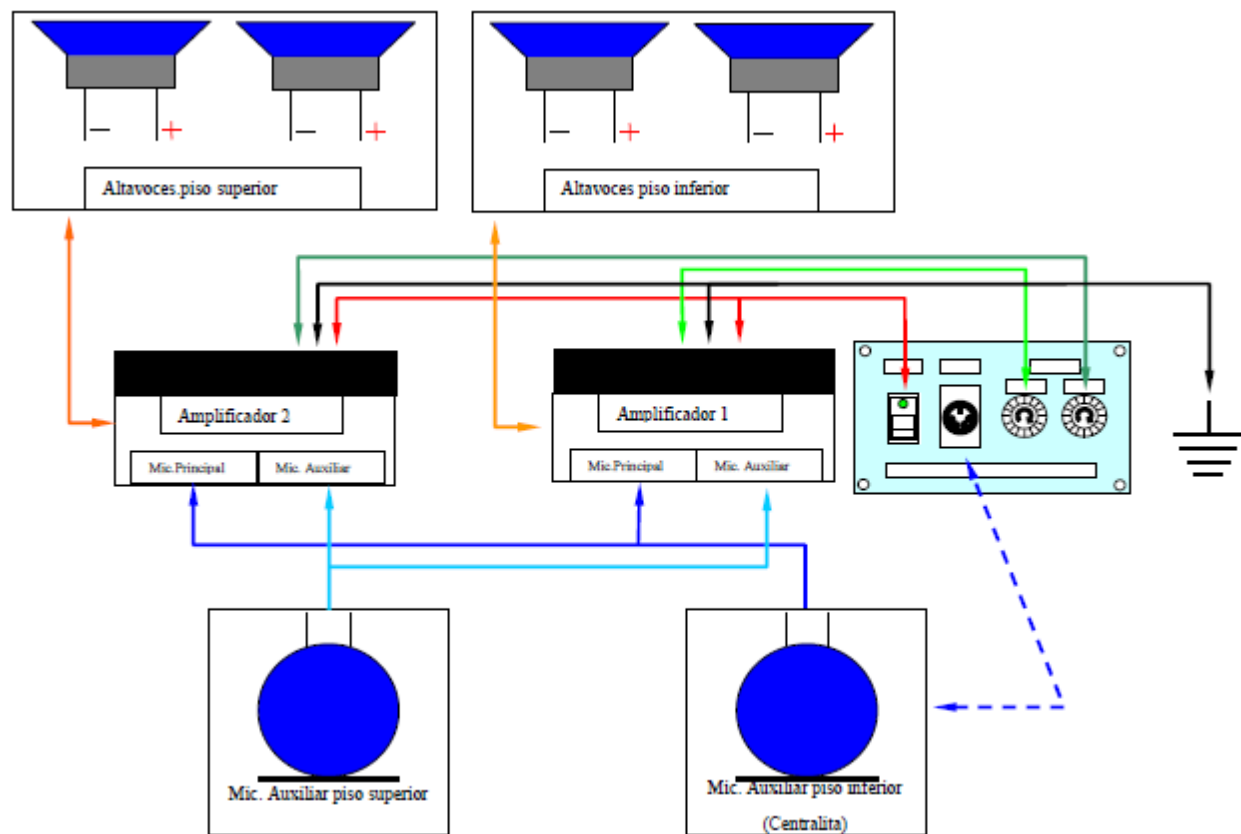 − + − +
− + − +
Altavoces.piso superior
Altavoces piso inferior
Amplificador 2
Amplificador 1
Mic.Principal
Mic. Auxiliar
Mic.Principal
Mic. Auxiliar
Mic. Auxiliar piso superior
Mic. Auxiliar piso inferior
(Centralita)